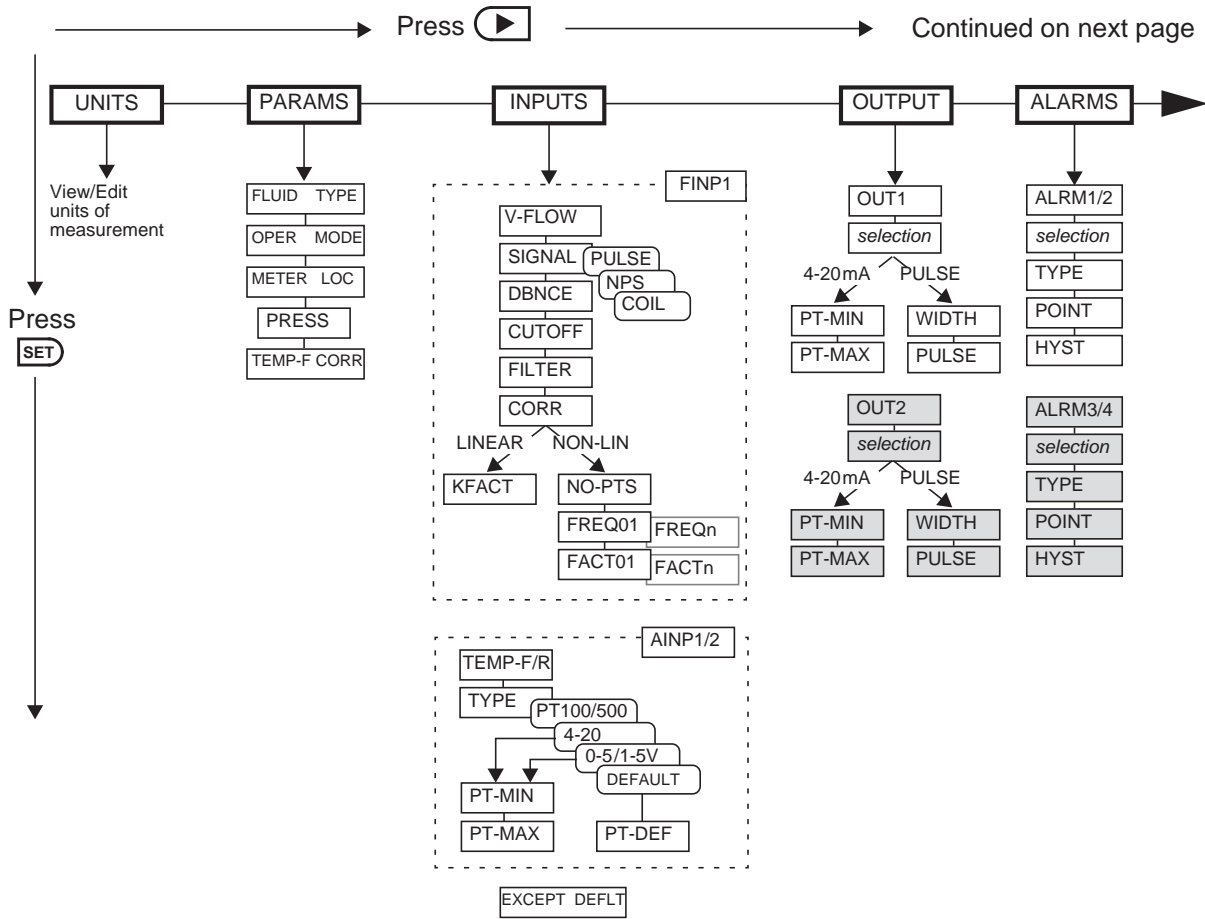 Press
Continued on next page
UNITS
PARAMS
INPUTS
OUTPUT
ALARMS
View/Edit
units of
measurement
Press
SET
FLUID TYPE
OPER MODE
METER LOC
PRESS
TEMP-F CORR
FINP1
V-FLOW
SIGNAL
PULSE
NPS
COIL
DBNCE
CUTOFF
FILTER
CORR
LINEAR
NON-LIN
KFACT
NO-PTS
FREQ01
FREQn
FACT01
FACTn
AINP1/2
TEMP-F/R
TYPE
PT100/500
4-20
0-5/1-5V
DEFAULT
PT-MIN
PT-MAX
PT-DEF
EXCEPT DEFLT
OUT1
selection
4-20mA
PULSE
PT-MIN
WIDTH
PT-MAX
PULSE
OUT2
selection
4-20mA
PULSE
PT-MIN
WIDTH
PT-MAX
PULSE
ALRM1/2
selection
TYPE
POINT
HYST
ALRM3/4
selection
TYPE
POINT
HYST